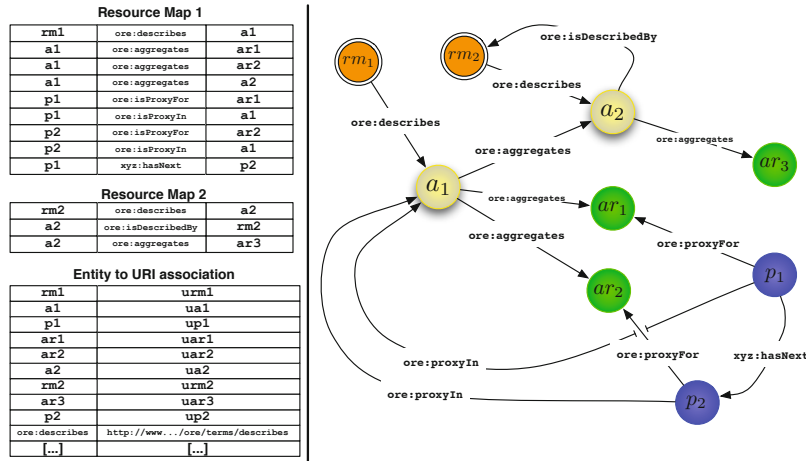 Resource Map 1
rm1 ore:describes a1
a1 ore:aggregates ar1
a1 ore:aggregates ar2
a1 ore:aggregates a2
p1 ore:isProxyFor ar1
p1 ore:isProxyIn a1
p2 ore:isProxyFor ar2
p2 ore:isProxyIn a1
p1 xyz:hasNext p2
Resource Map 2
rm2 ore:describes a2
a2 ore:isDescribedBy rm2
a2 ore:aggregates ar3
Entity to URI association
rm1 urm1
a1 ua1
p1 up1
ar1 uar1
ar2 uar2
a2 ua2
rm2 urm2
ar3 uar3
p2 up2
ore:describes http://www.../ore/terms/describes
[...] [...]
ore:isDescribedBy
rm1
rm2
ore:describes
a2
ore:describes
ore:aggregates
ore:aggregates
ar3
a1
ore:aggregates
ar1
ore:aggregates
ore:proxyFor
p1
ar2
ore:proxyFor
xyz:hasNext
ore:proxyIn
ore:proxyIn
p2